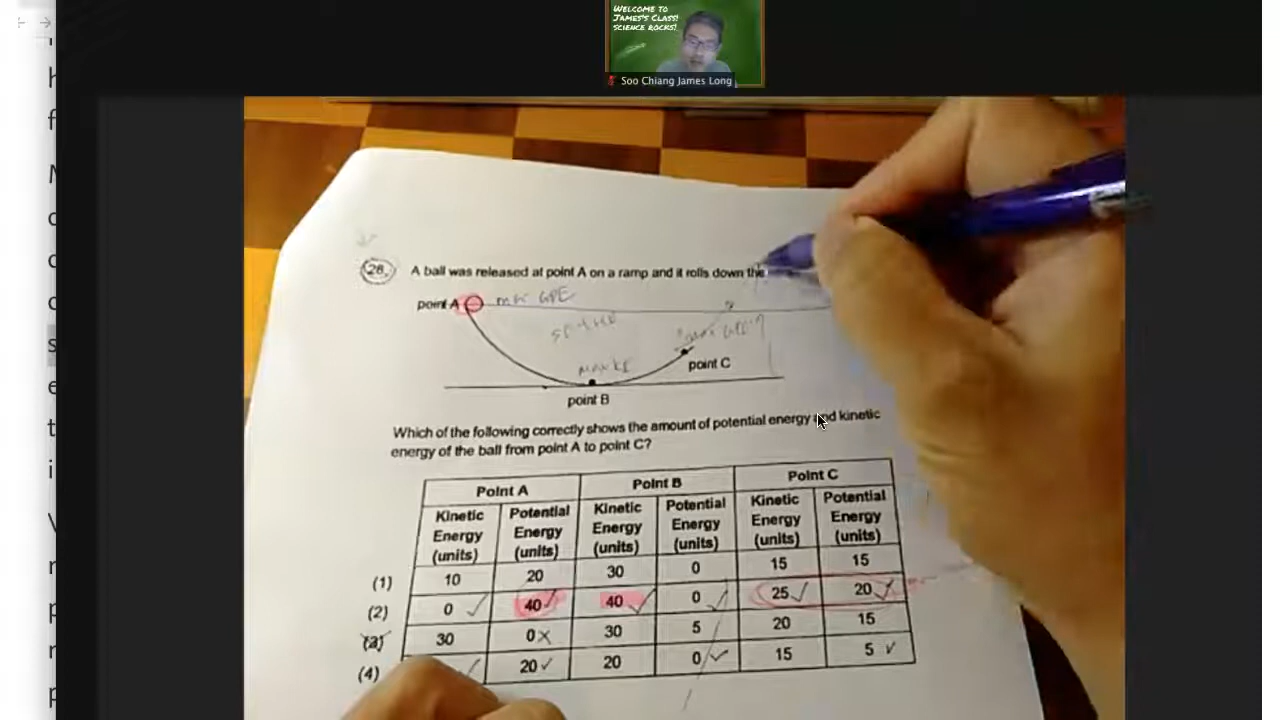 WELCOME TO
JAMES'S CLASS!
SCIENCE ROCKS!
Soo Chiang James Long
28. A ball was released at point A on a ramp and it rolls down the
point A max GPE
max KE
point C
point B
Which of the following correctly shows the amount of potential energy and kinetic
energy of the ball from point A to point C?
Point A Point B Point C
Kinetic Energy (units) Potential Energy (units) Kinetic Energy (units) Potential Energy (units) Kinetic Energy (units) Potential Energy (units)
(1) 10 20 30 0 15 15
(2) 0 40 40 0 25 20
(3) 30 0 30 5 20 15
(4) 20 20 0 15 5